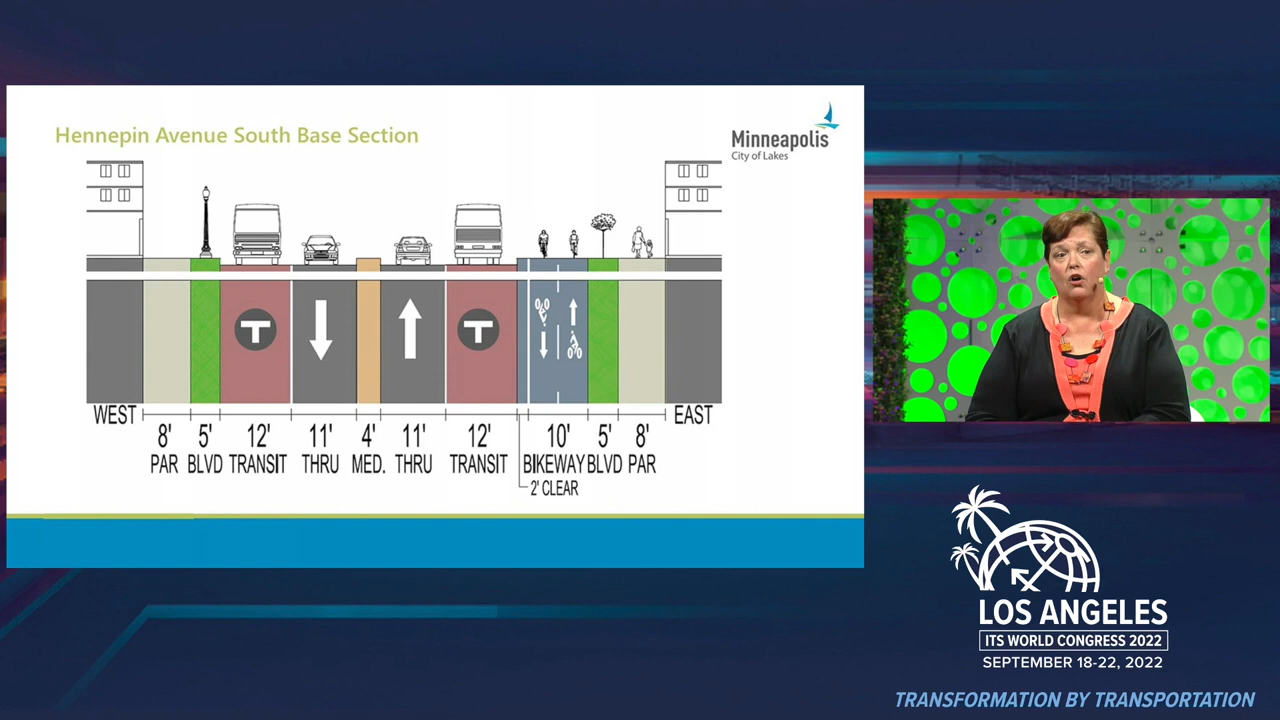 Hennepin Avenue South Base Section
Minneapolis
City of Lakes
T
T
WEST
EAST
8' 5' 12' 11' 4' 11' 12' 10' 5' 8'
PAR BLVD TRANSIT THRU MED. THRU TRANSIT BIKEWAY BLVD PAR
2' CLEAR
LOS ANGELES
ITS WORLD CONGRESS 2022
SEPTEMBER 18-22, 2022
TRANSFORMATION BY TRANSPORTATION